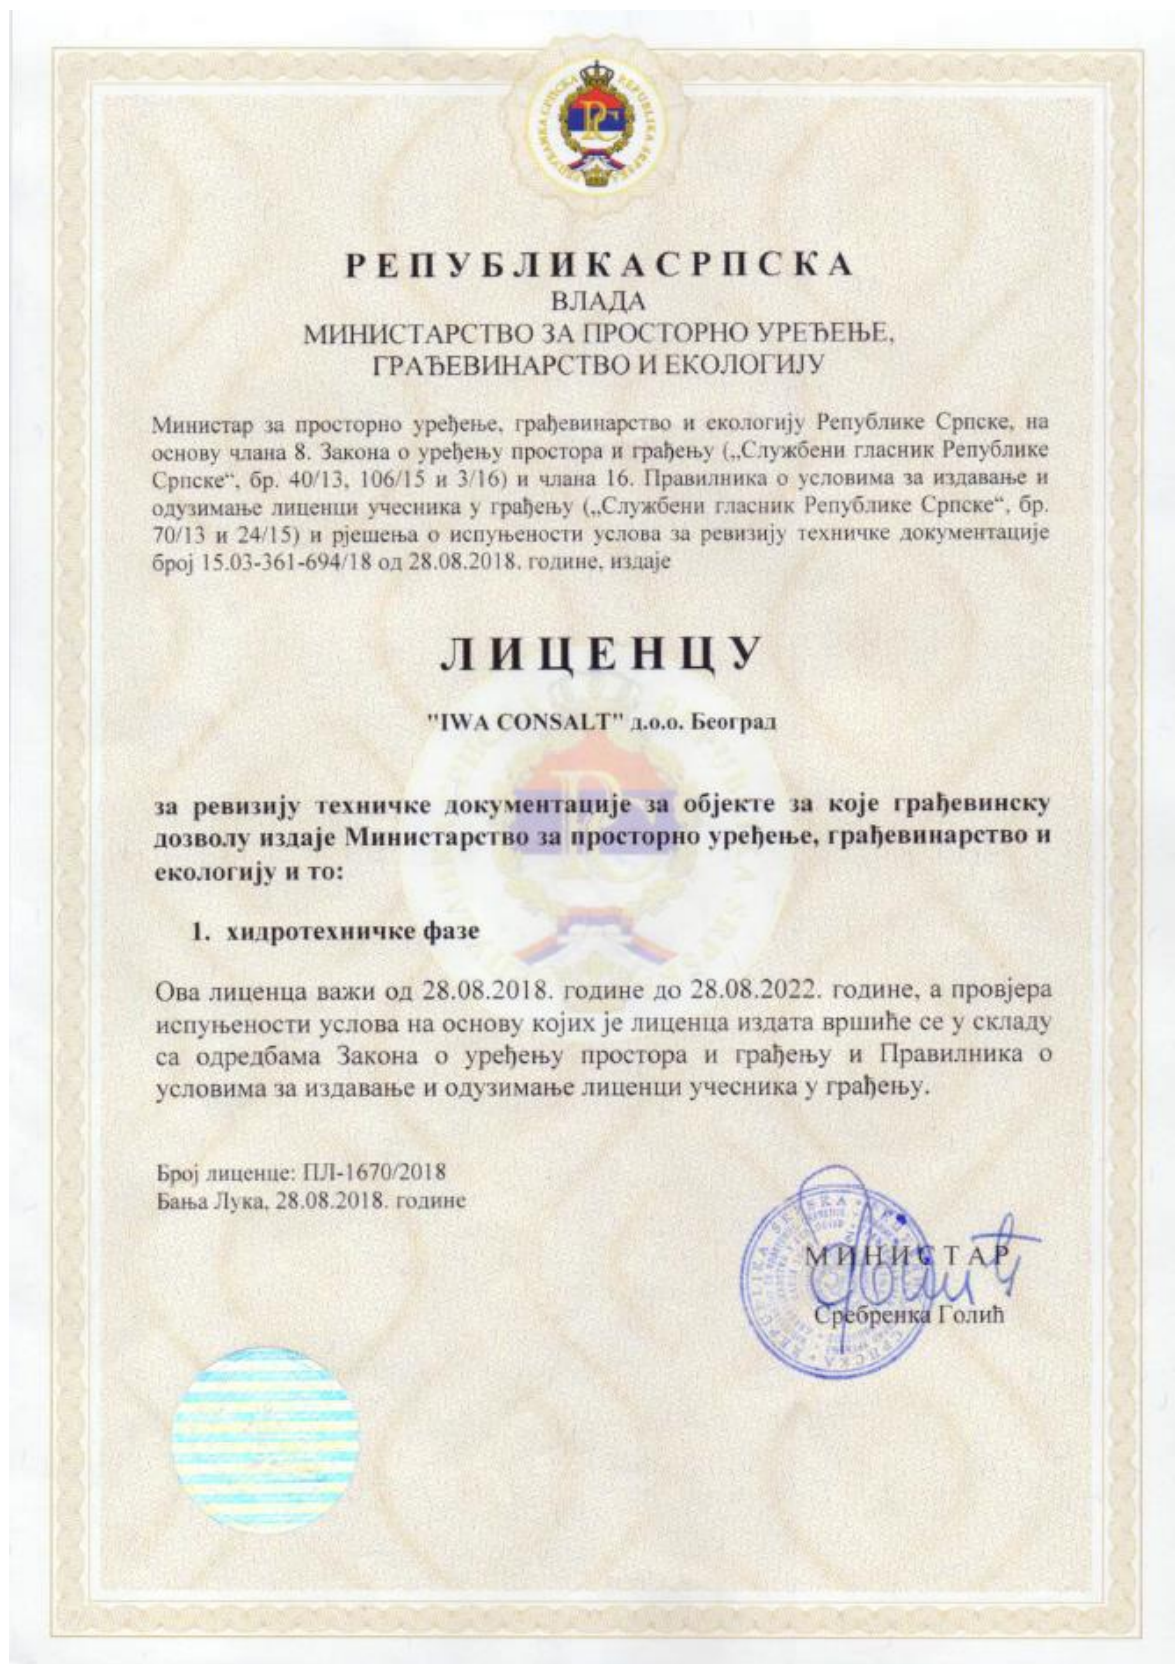 РЕПУБЛИКА СРПСКА REPUBLIKA SRPSKA
РЕПУБЛИКАСРПСКА
ВЛАДА
МИНИСТАРСТВО ЗА ПРОСТОРНО УРЕЂЕЊЕ,
ГРАЂЕВИНАРСТВО И ЕКОЛОГИЈУ
Министар за просторно уређење, грађевинарство и екологију Републике Српске, на
основу члана 8. Закона о уређењу простора и грађењу („Службени гласник Републике
Српске“, бр. 40/13, 106/15 и 3/16) и члана 16. Правилника о условима за издавање и
одузимање лиценци учесника у грађењу („Службени гласник Републике Српске“, бр.
70/13 и 24/15) и рјешења о испуњености услова за ревизију техничке документације
број 15.03-361-694/18 од 28.08.2018. године, издаје
ЛИЦЕНЦУ
"IWA CONSALT" д.о.о. Београд
за ревизију техничке документације за објекте за које грађевинску
дозволу издаје Министарство за просторно уређење, грађевинарство и
екологију и то:
1. хидротехничке фазе
Ова лиценца важи од 28.08.2018. године до 28.08.2022. године, а провјера
испуњености услова на основу којих је лиценца издата вршиће се у складу
са одредбама Закона о уређењу простора и грађењу и Правилника о
условима за издавање и одузимање лиценци учесника у грађењу.
Број лиценце: ПЛ-1670/2018
Бања Лука, 28.08.2018. године
МИНИСТАР
Сребренка Голић